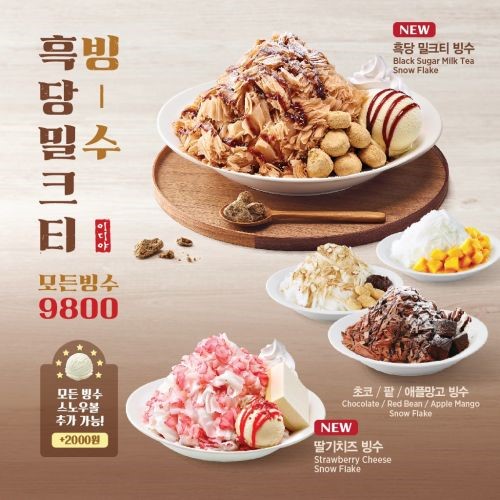 빙수
흑당밀크티
이디야
모든빙수
9800
모든 빙수
스노우볼
추가 가능!
+2000원
NEW
흑당 밀크티 빙수
Black Sugar Milk Tea
Snow Flake
초코 / 팥 / 애플망고 빙수
Chocolate / Red Bean / Apple Mango
Snow Flake
NEW
딸기치즈 빙수
Strawberry Cheese
Snow Flake